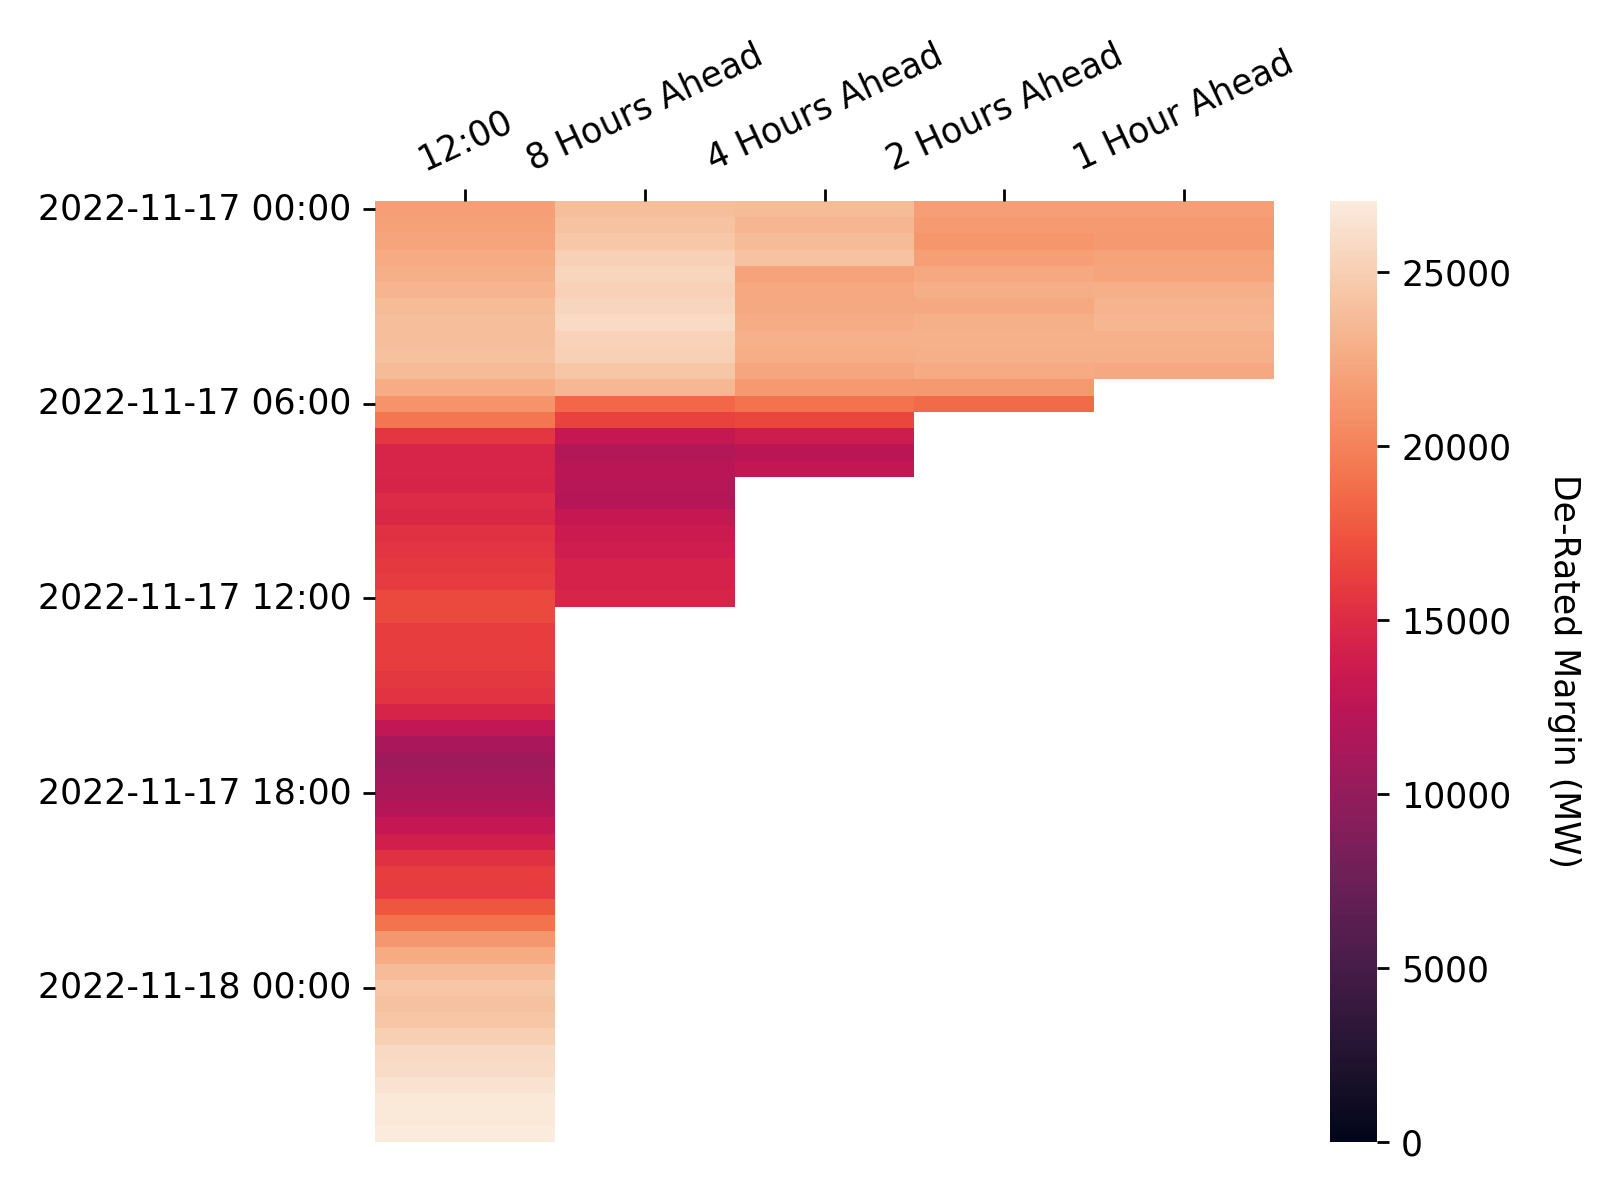 12:00
8 Hours Ahead
4 Hours Ahead
2 Hours Ahead
1 Hour Ahead
2022-11-17 00:00
2022-11-17 06:00
2022-11-17 12:00
2022-11-17 18:00
2022-11-18 00:00
25000
20000
15000
10000
5000
0
De-Rated Margin (MW)